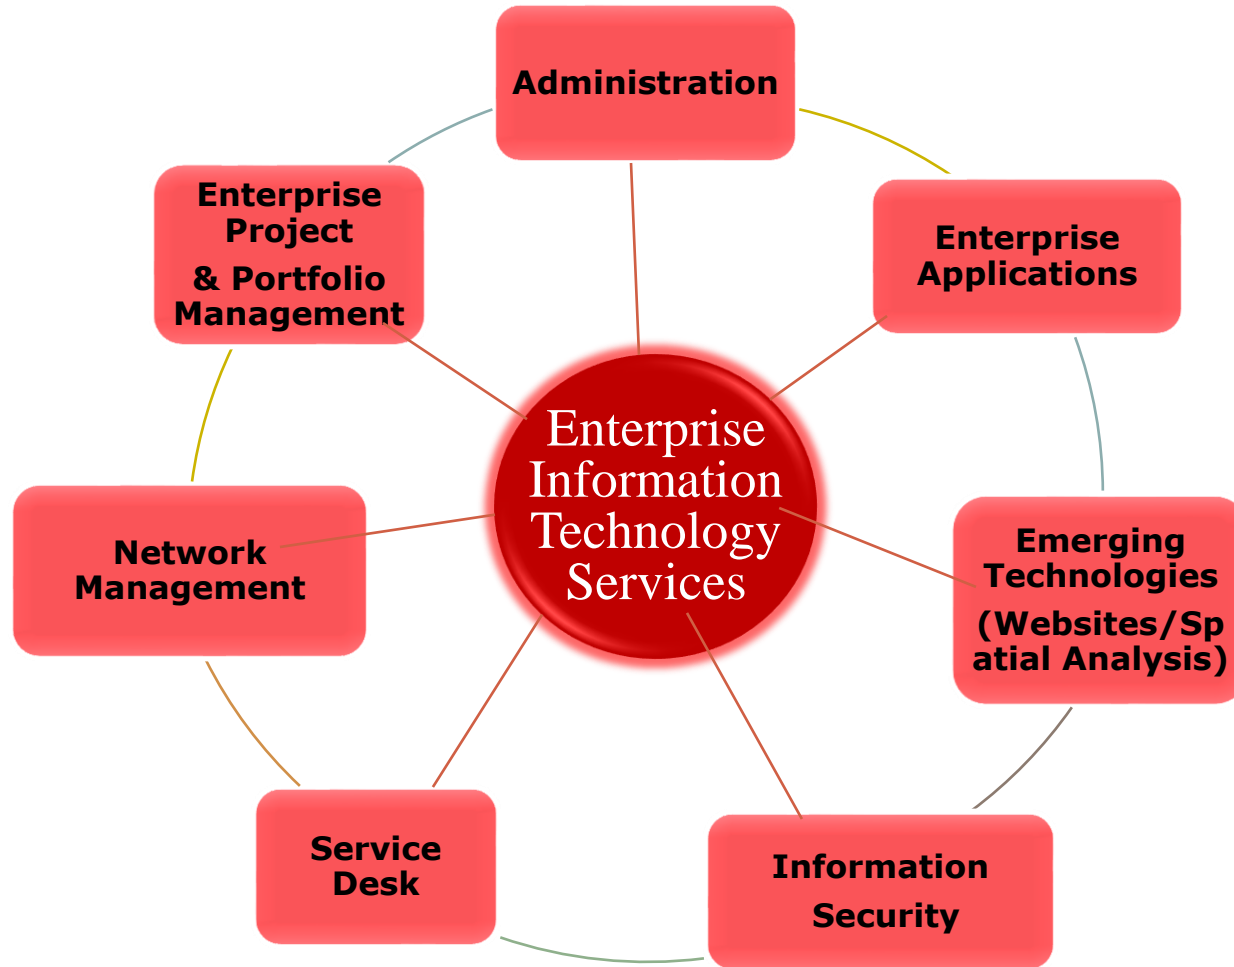 Administration
Enterprise
Project
& Portfolio
Management
Enterprise
Applications
Enterprise
Information
Technology
Services
Network
Management
Emerging
Technologies
(Websites/Sp
atial Analysis)
Service
Desk
Information
Security